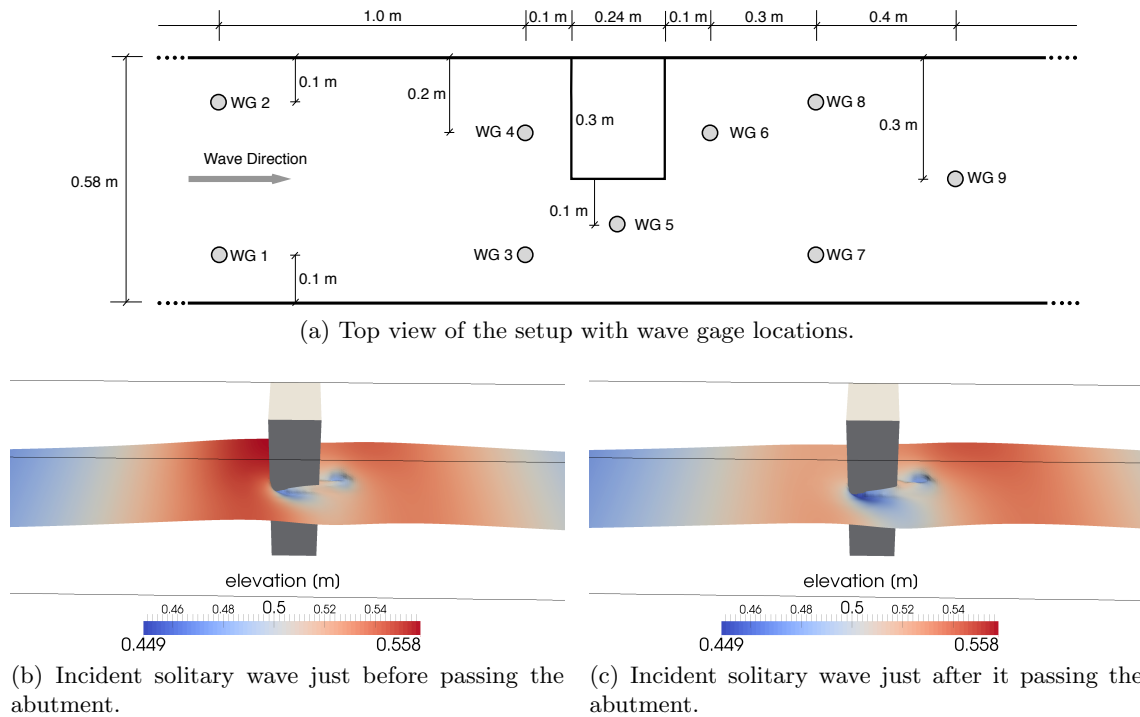 1.0 m 0.1 m 0.24 m 0.1 m 0.3 m 0.4 m
0.1 m
WG 2
0.2 m
WG 4
0.3 m
WG 6
WG 8
0.3 m
Wave Direction
0.58 m
WG 9
0.1 m
WG 5
WG 1
0.1 m
WG 3
WG 7
(a) Top view of the setup with wave gage locations.
elevation (m)
0.46 0.48 0.5 0.52 0.54
0.449 0.558
(b) Incident solitary wave just before passing the
abutment.
elevation (m)
0.46 0.48 0.5 0.52 0.54
0.449 0.558
(c) Incident solitary wave just after it passing the
abutment.